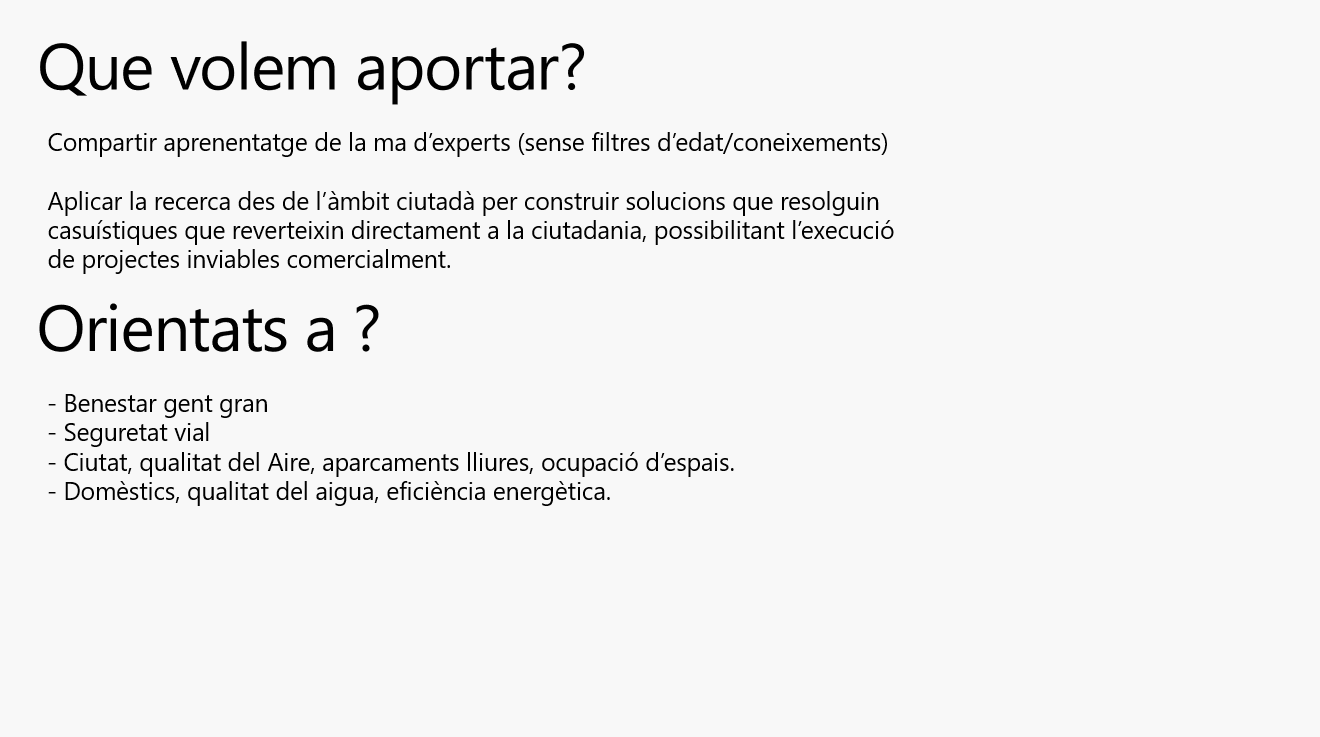 Que volem aportar?
Compartir aprenentatge de la ma d’experts (sense filtres d’edat/coneixements)
Aplicar la recerca des de l’àmbit ciutadà per construir solucions que resolguin
casuístiques que reverteixin directament a la ciutadania, possibilitant l’execució
de projectes inviables comercialment.
Orientats a ?
- Benestar gent gran
- Seguretat vial
- Ciutat, qualitat del Aire, aparcaments lliures, ocupació d’espais.
- Domèstics, qualitat del aigua, eficiència energètica.